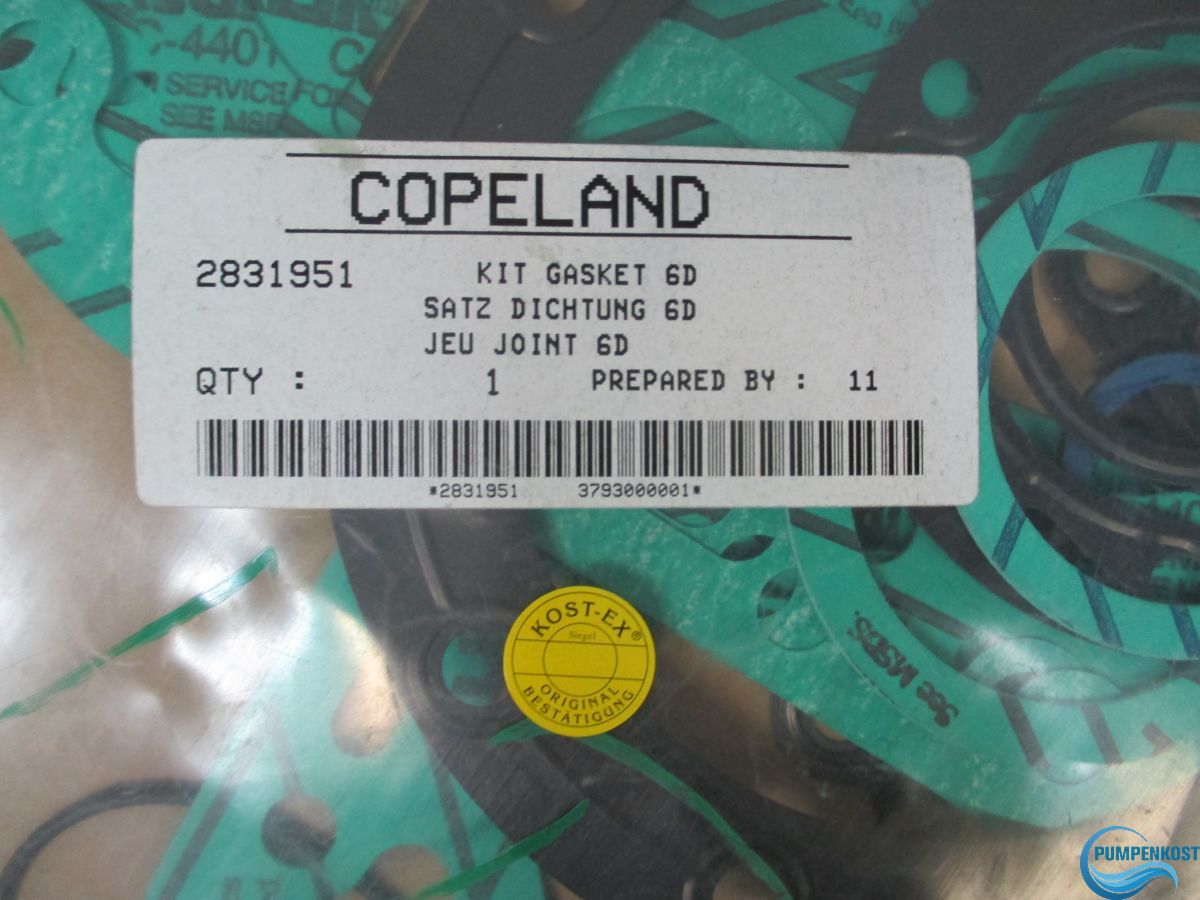 -4401
SERVICE FO
SEE MSD
COPELAND
2831951 KIT GASKET 6D
SATZ DICHTUNG 6D
JEU JOINT 6D
QTY : 1 PREPARED BY : 11
*2831951 3793000001*
KOST-EX®
Siegel
ORIGINAL
BESTÄTIGUNG
See MSDS.
PUMPENKOST